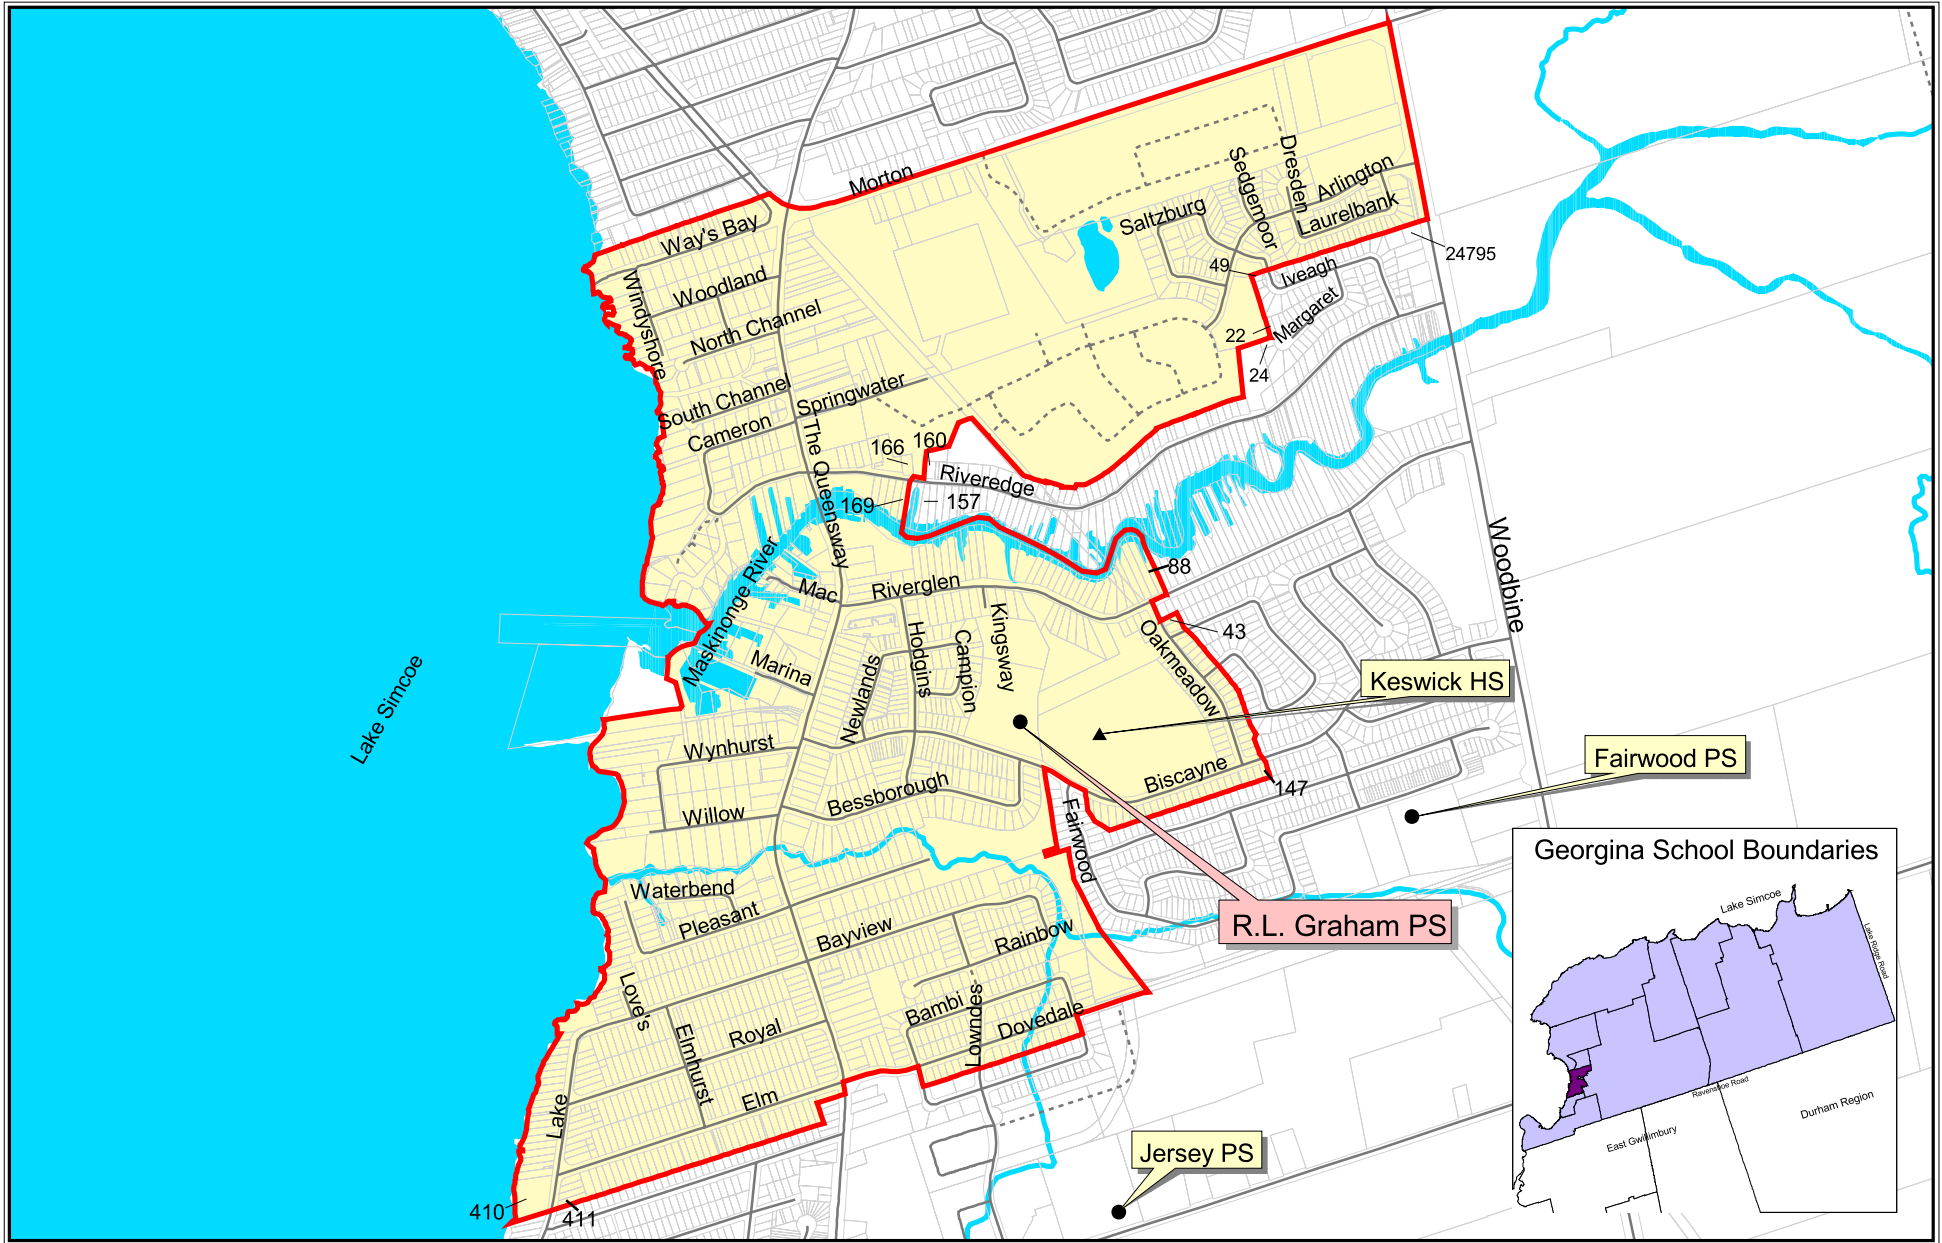 Morton
Way's Bay
Woodland
Windyshore
North Channel
South Channel
Cameron
Springwater
The Queensway
Saltzburg
Sedgemoor
Dresden
Arlington
Laurelbank
24795
49
Iveagh
Margaret
22
24
166
160
Riveredge
169
157
Maskinonge River
Mac
Riverglen
88
Woodbine
Kingsway
Hodgins
Campion
Newlands
Marina
Oakmeadow
43
Keswick HS
Lake Simcoe
Wynhurst
Willow
Bessborough
Biscayne
147
Fairwood PS
Fairwood
R.L. Graham PS
Waterbend
Pleasant
Bayview
Rainbow
Love's
Bambi
Lowndes
Dovedale
Royal
Elmhurst
Elm
Lake
410
411
Jersey PS
Georgina School Boundaries
Lake Simcoe
Lake Ridge Road
Ravenshoe Road
Durham Region
East Gwillimbury